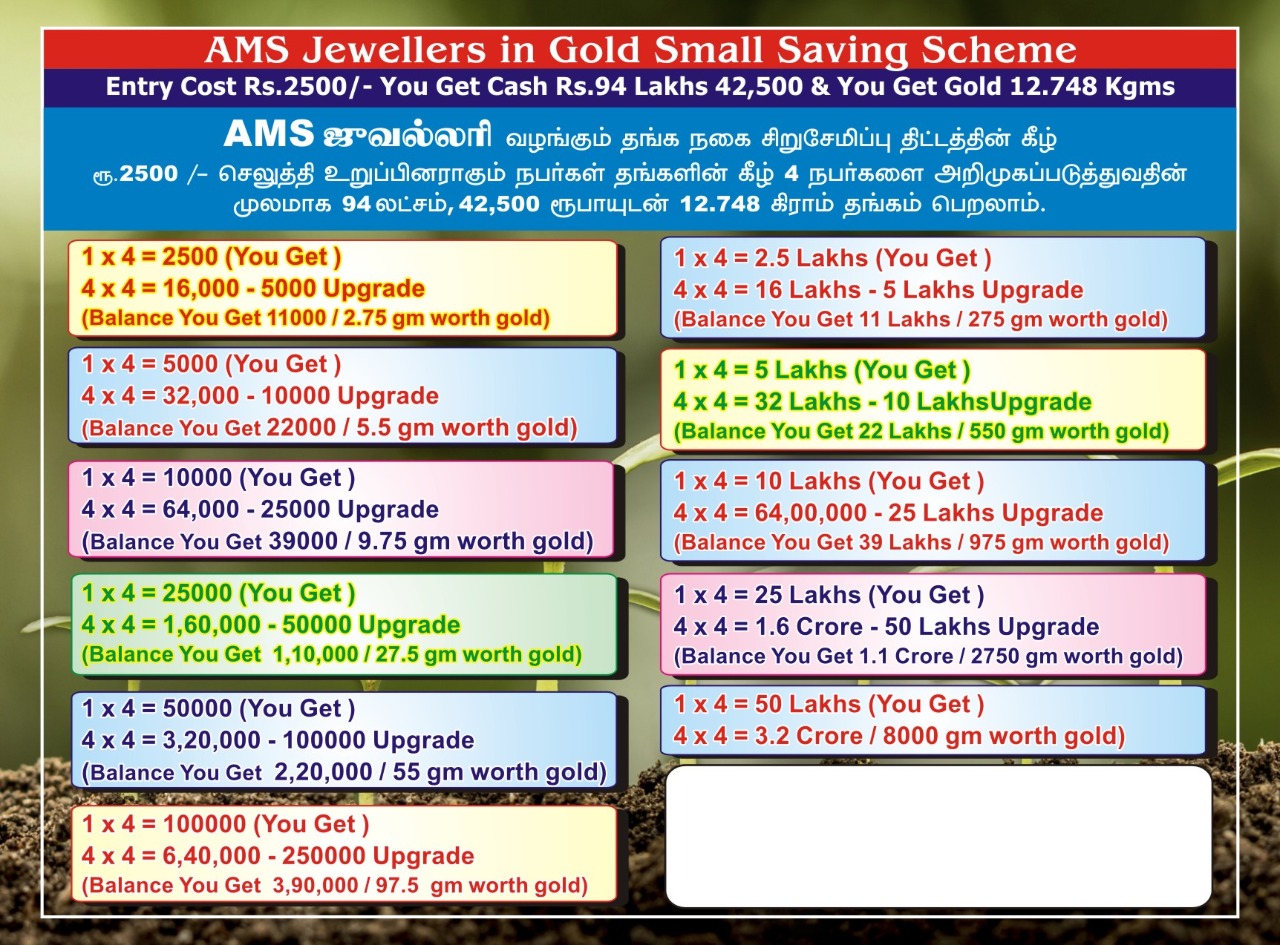 AMS Jewellers in Gold Small Saving Scheme
Entry Cost Rs.2500/- You Get Cash Rs.94 Lakhs 42,500 & You Get Gold 12.748 Kgms
AMS ஜுவல்லரி வழங்கும் தங்க நகை சிறுசேமிப்பு திட்டத்தின் கீழ்
ரூ.2500 /- செலுத்தி உறுப்பினராகும் நபர்கள் தங்களின் கீழ் 4 நபர்களை அறிமுகப்படுத்துவதின்
மூலமாக 94 லட்சம், 42,500 ரூபாயுடன் 12.748 கிராம் தங்கம் பெறலாம்.
1 x 4 = 2500 (You Get )
4 x 4 = 16,000 - 5000 Upgrade
(Balance You Get 11000 / 2.75 gm worth gold)
1 x 4 = 5000 (You Get )
4 x 4 = 32,000 - 10000 Upgrade
(Balance You Get 22000 / 5.5 gm worth gold)
1 x 4 = 10000 (You Get )
4 x 4 = 64,000 - 25000 Upgrade
(Balance You Get 39000 / 9.75 gm worth gold)
1 x 4 = 25000 (You Get )
4 x 4 = 1,60,000 - 50000 Upgrade
(Balance You Get 1,10,000 / 27.5 gm worth gold)
1 x 4 = 50000 (You Get )
4 x 4 = 3,20,000 - 100000 Upgrade
(Balance You Get 2,20,000 / 55 gm worth gold)
1 x 4 = 100000 (You Get )
4 x 4 = 6,40,000 - 250000 Upgrade
(Balance You Get 3,90,000 / 97.5 gm worth gold)
1 x 4 = 2.5 Lakhs (You Get )
4 x 4 = 16 Lakhs - 5 Lakhs Upgrade
(Balance You Get 11 Lakhs / 275 gm worth gold)
1 x 4 = 5 Lakhs (You Get )
4 x 4 = 32 Lakhs - 10 LakhsUpgrade
(Balance You Get 22 Lakhs / 550 gm worth gold)
1 x 4 = 10 Lakhs (You Get )
4 x 4 = 64,00,000 - 25 Lakhs Upgrade
(Balance You Get 39 Lakhs / 975 gm worth gold)
1 x 4 = 25 Lakhs (You Get )
4 x 4 = 1.6 Crore - 50 Lakhs Upgrade
(Balance You Get 1.1 Crore / 2750 gm worth gold)
1 x 4 = 50 Lakhs (You Get )
4 x 4 = 3.2 Crore / 8000 gm worth gold)